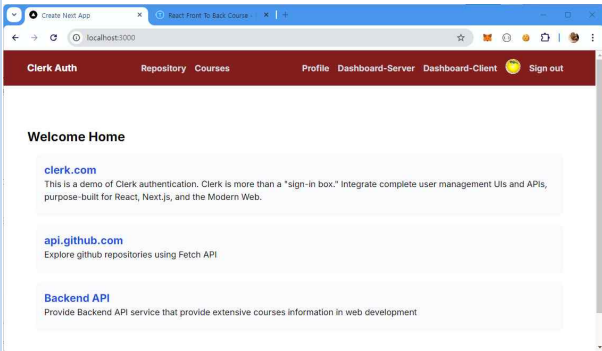 Create Next App
React Front To Back Course
localhost:3000
Clerk Auth Repository Courses Profile Dashboard-Server Dashboard-Client Sign out
Welcome Home
clerk.com
This is a demo of Clerk authentication. Clerk is more than a "sign-in box." Integrate complete user management UIs and APIs,
purpose-built for React, Next.js, and the Modern Web.
api.github.com
Explore github repositories using Fetch API
Backend API
Provide Backend API service that provide extensive courses information in web development